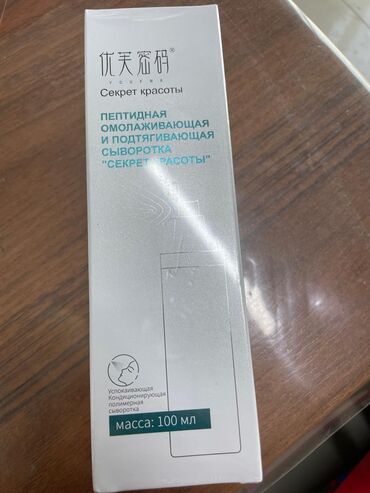 优芙密码®
YOUFME
Секрет красоты
ПЕПТИДНАЯ
ОМОЛАЖИВАЮЩАЯ
И ПОДТЯГИВАЮЩАЯ
СЫВОРОТКА
"СЕКРЕТ КРАСОТЫ"
Успокаивающая
Кондиционирующая
полимерная
сыворотка
масса: 100 мл